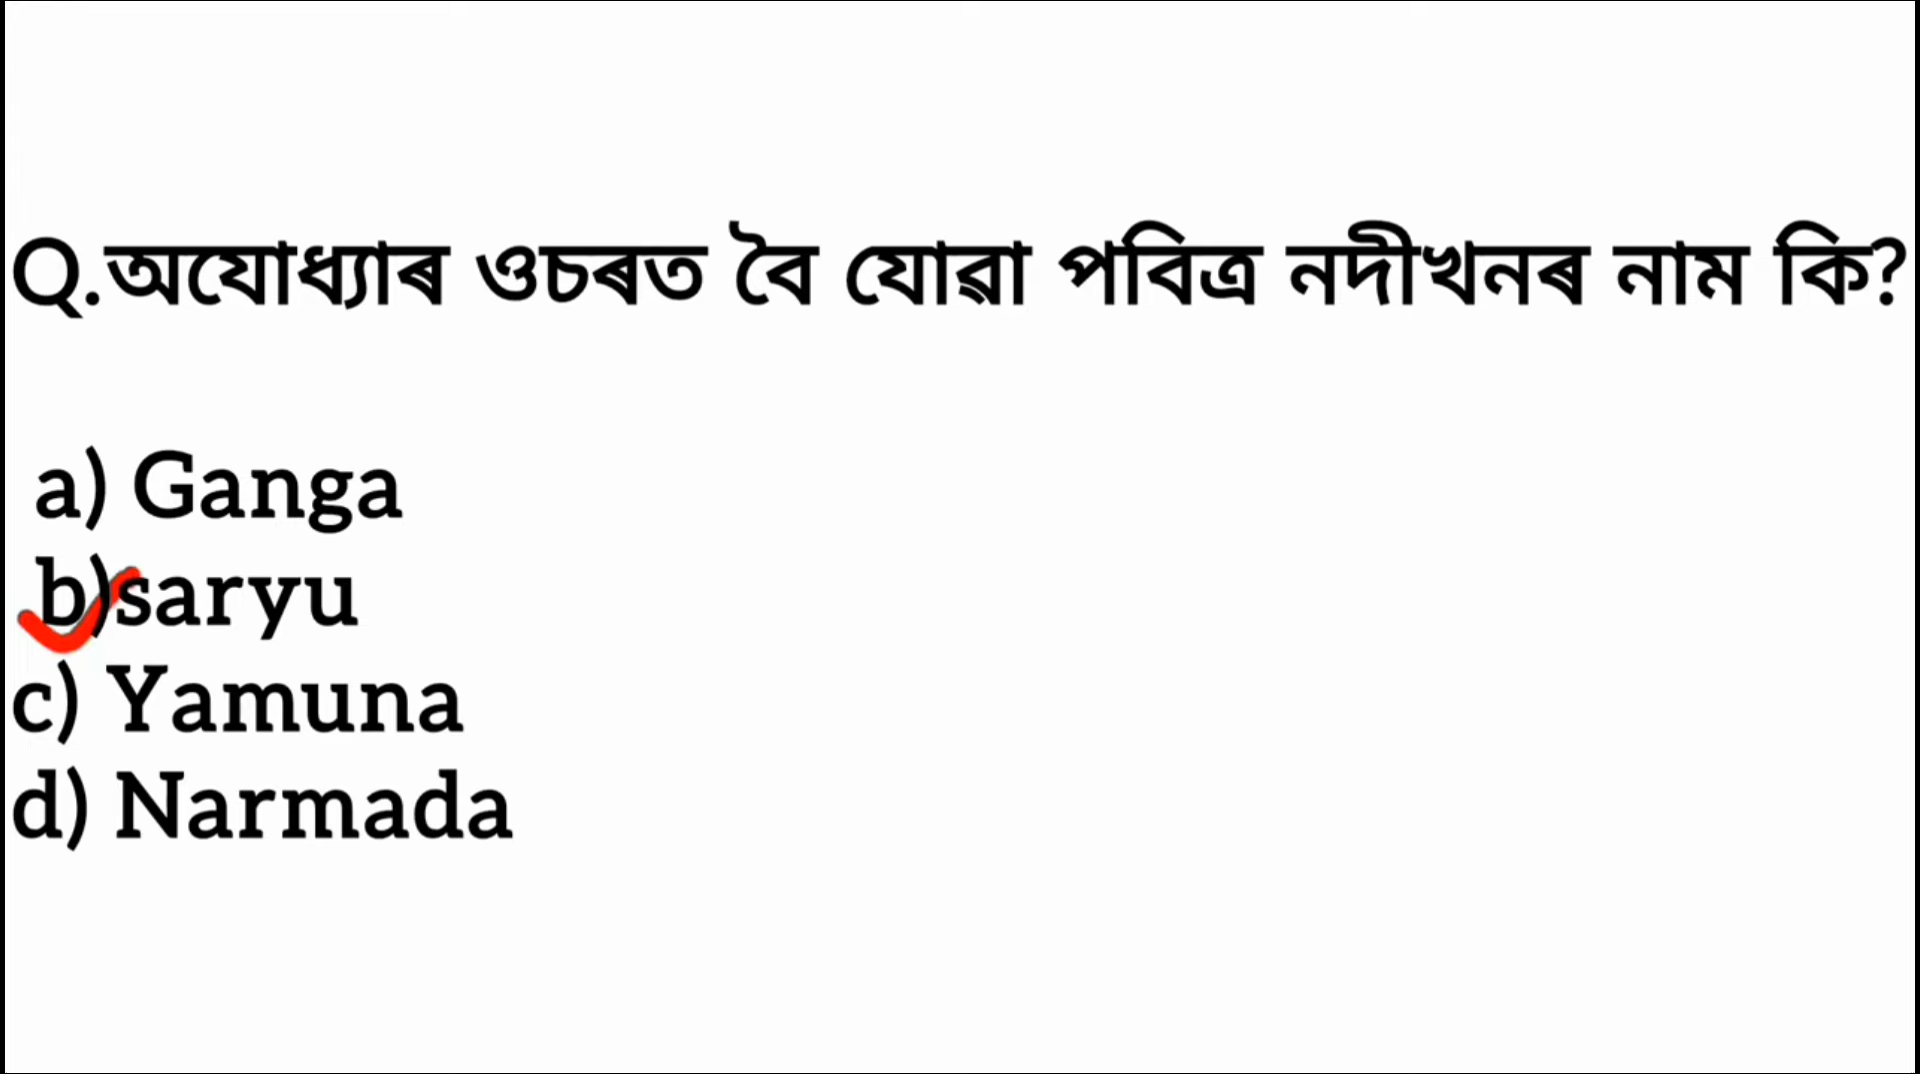 Q.অযোধ্যাৰ ওচৰত বৈ যোৱা পবিত্ৰ নদীখনৰ নাম কি?
a) Ganga
b)saryu
c) Yamuna
d) Narmada